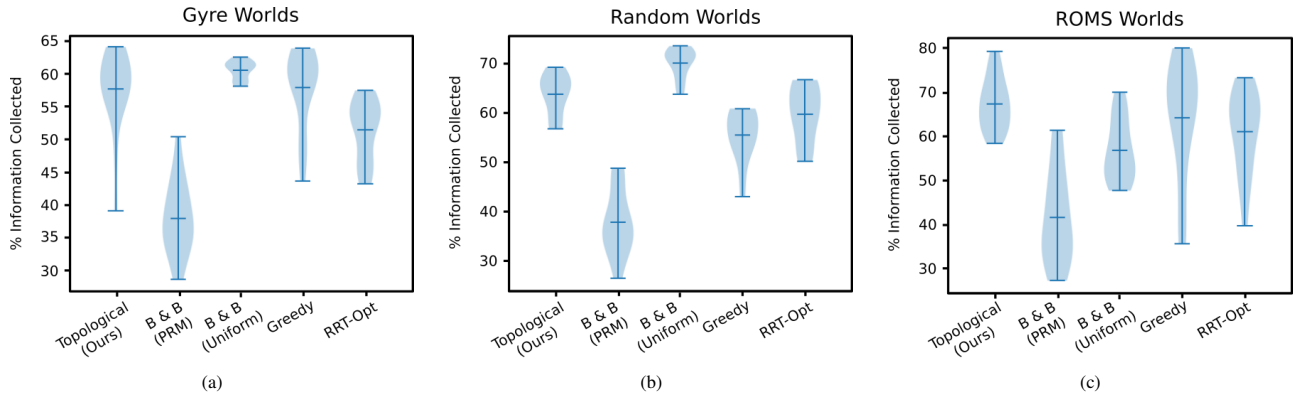 Gyre Worlds
% Information Collected
65
60
55
50
45
40
35
30
Topological
(Ours)
B & B
(PRM)
B & B
(Uniform)
Greedy
RRT-Opt
(a)
Random Worlds
% Information Collected
70
60
50
40
30
Topological
(Ours)
B & B
(PRM)
B & B
(Uniform)
Greedy
RRT-Opt
(b)
ROMS Worlds
% Information Collected
80
70
60
50
40
30
Topological
(Ours)
B & B
(PRM)
B & B
(Uniform)
Greedy
RRT-Opt
(c)